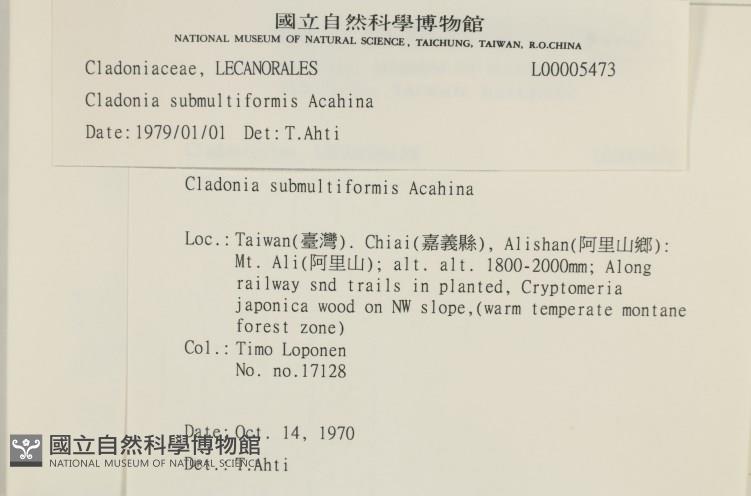 國立自然科學博物館
NATIONAL MUSEUM OF NATURAL SCIENCE, TAICHUNG, TAIWAN, R.O.CHINA
Cladoniaceae, LECANORALES L00005473
Cladonia submultiformis Acahina
Date:1979/01/01 Det:T.Ahti
Cladonia submultiformis Acahina
Loc.:Taiwan(臺灣). Chiai(嘉義縣), Alishan(阿里山鄉):
Mt. Ali(阿里山); alt. alt. 1800-2000mm; Along
railway snd trails in planted, Cryptomeria
japonica wood on NW slope,(warm temperate montane
forest zone)
Col.:Timo Loponen
No. no.17128
Date:Oct. 14, 1970
Det.:T.Ahti
國立自然科學博物館
NATIONAL MUSEUM OF NATURAL SCIENCE